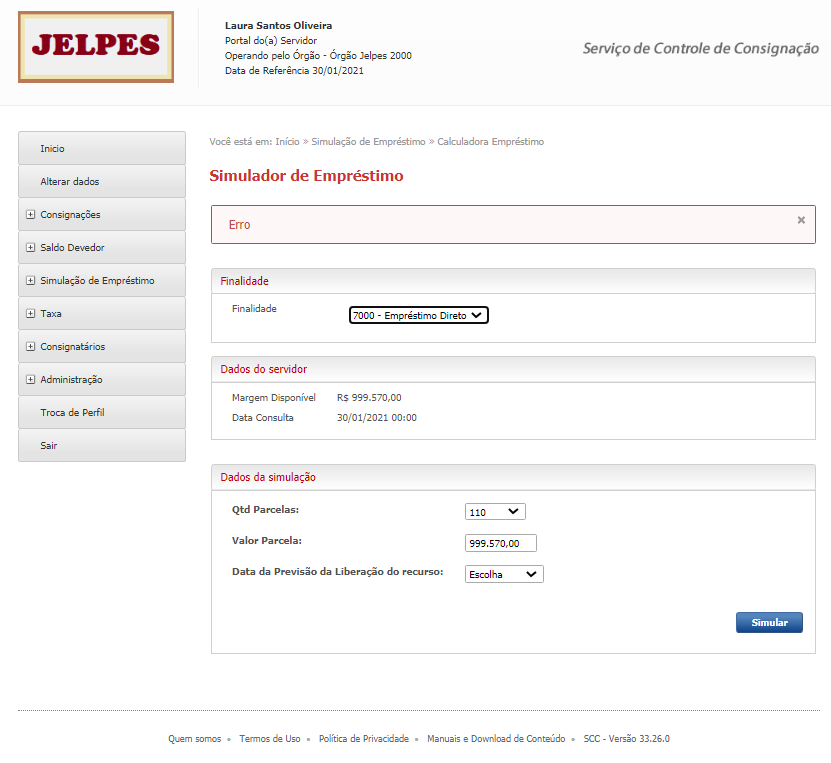 JELPES
Laura Santos Oliveira
Portal do(a) Servidor
Operando pelo Órgão - Órgão Jelpes 2000
Data de Referência 30/01/2021
Serviço de Controle de Consignação
Inicio
Alterar dados
Consignações
Saldo Devedor
Simulação de Empréstimo
Taxa
Consignatários
Administração
Troca de Perfil
Sair
Você está em: Início » Simulação de Empréstimo » Calculadora Empréstimo
Simulador de Empréstimo
Erro ×
Finalidade
Finalidade 7000 - Empréstimo Direto
Dados do servidor
Margem Disponível R$ 999.570,00
Data Consulta 30/01/2021 00:00
Dados da simulação
Qtd Parcelas: 110
Valor Parcela: 999.570,00
Data da Previsão da Liberação do recurso: Escolha
Simular
Quem somos • Termos de Uso • Política de Privacidade • Manuais e Download de Conteúdo • SCC - Versão 33.26.0